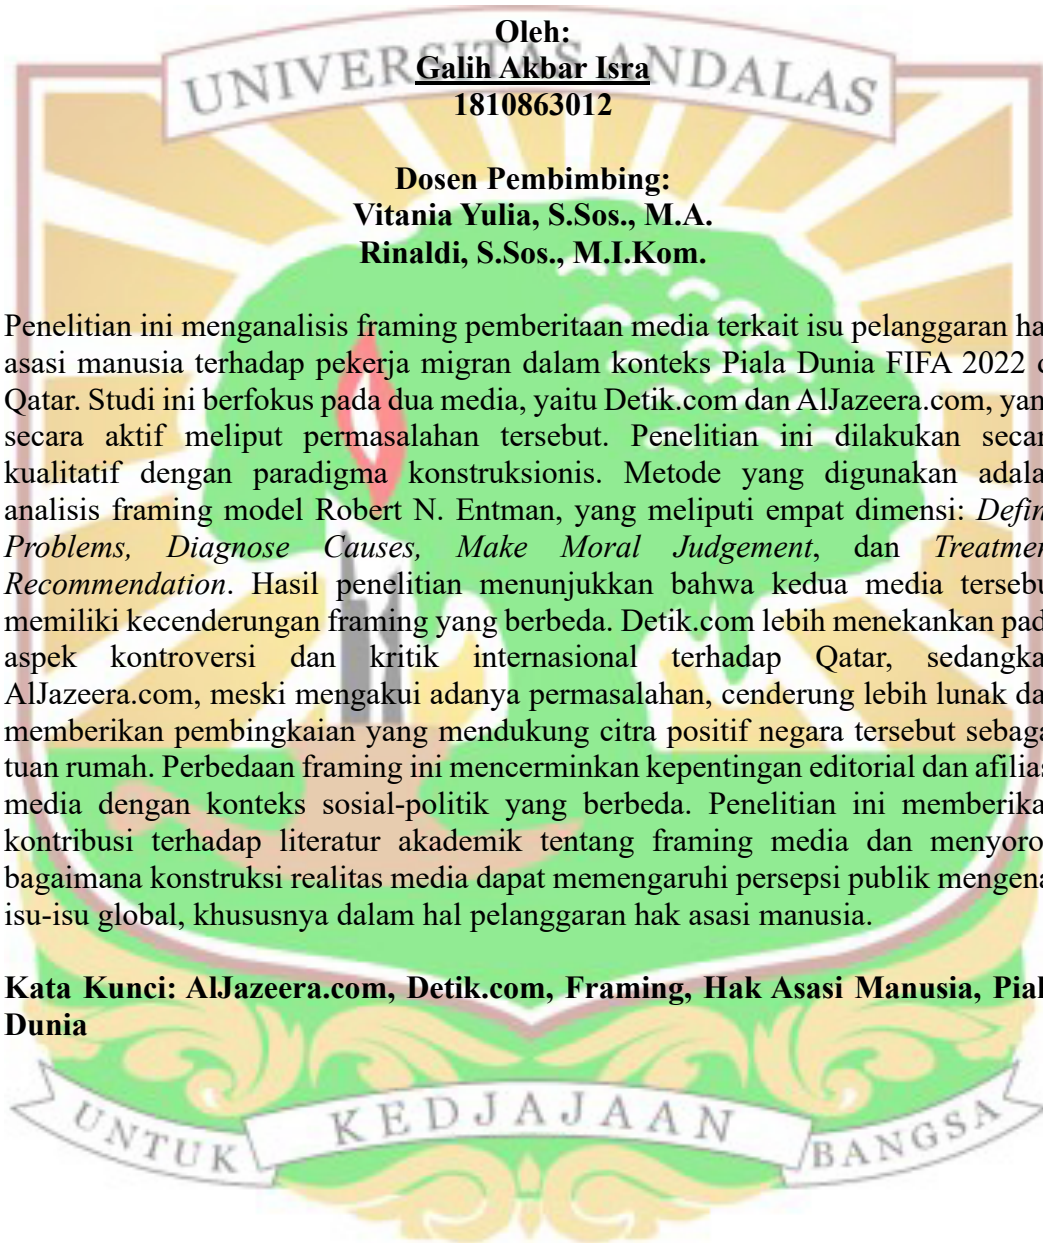 UNIVERSITAS ANDALAS
Oleh:
Galih Akbar Isra
1810863012
Dosen Pembimbing:
Vitania Yulia, S.Sos., M.A.
Rinaldi, S.Sos., M.I.Kom.
Penelitian ini menganalisis framing pemberitaan media terkait isu pelanggaran ha
asasi manusia terhadap pekerja migran dalam konteks Piala Dunia FIFA 2022 d
Qatar. Studi ini berfokus pada dua media, yaitu Detik.com dan AlJazeera.com, yan
secara aktif meliput permasalahan tersebut. Penelitian ini dilakukan secar
kualitatif dengan paradigma konstruksionis. Metode yang digunakan adala
analisis framing model Robert N. Entman, yang meliputi empat dimensi: Defin
Problems, Diagnose Causes, Make Moral Judgement, dan Treatmen
Recommendation. Hasil penelitian menunjukkan bahwa kedua media tersebu
memiliki kecenderungan framing yang berbeda. Detik.com lebih menekankan pad
aspek kontroversi dan kritik internasional terhadap Qatar, sedangka
AlJazeera.com, meski mengakui adanya permasalahan, cenderung lebih lunak da
memberikan pembingkaian yang mendukung citra positif negara tersebut sebaga
tuan rumah. Perbedaan framing ini mencerminkan kepentingan editorial dan afilias
media dengan konteks sosial-politik yang berbeda. Penelitian ini memberika
kontribusi terhadap literatur akademik tentang framing media dan menyoro
bagaimana konstruksi realitas media dapat memengaruhi persepsi publik mengena
isu-isu global, khususnya dalam hal pelanggaran hak asasi manusia.
Kata Kunci: AlJazeera.com, Detik.com, Framing, Hak Asasi Manusia, Pial
Dunia
UNTUK KEDJAJAAN BANGSA